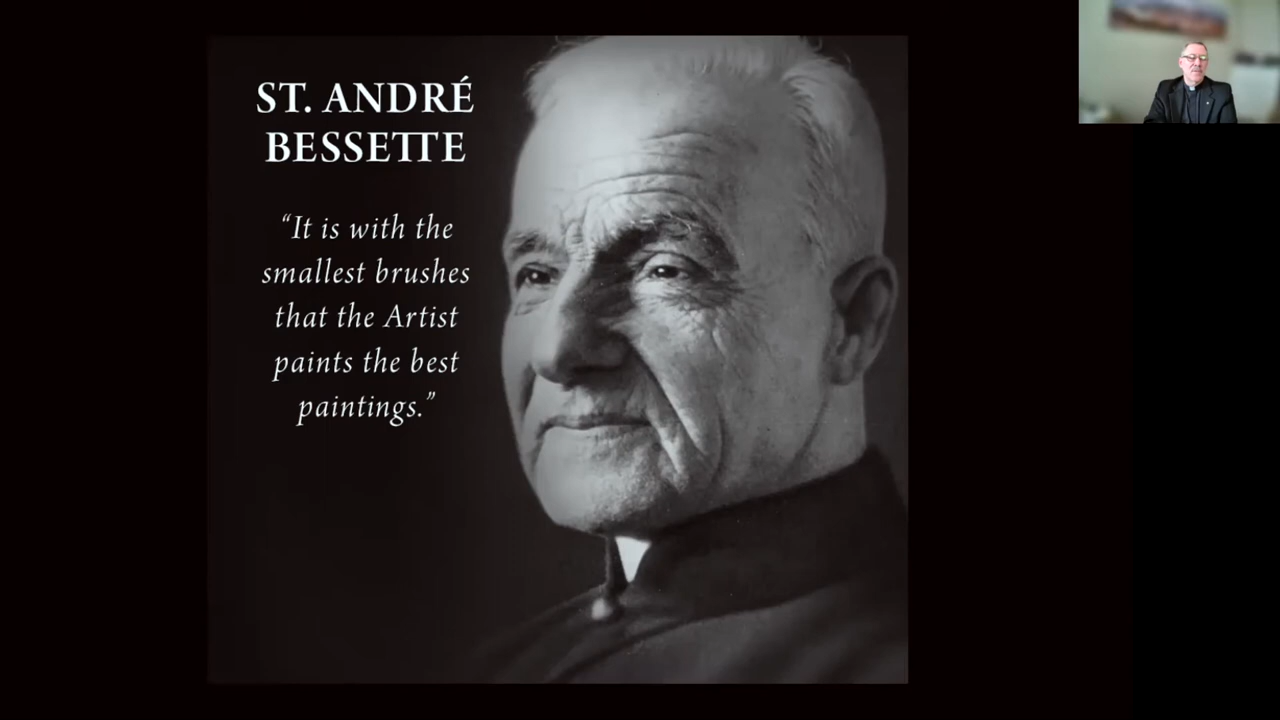 ST. ANDRÉ
BESSETTE
“It is with the
smallest brushes
that the Artist
paints the best
paintings.”